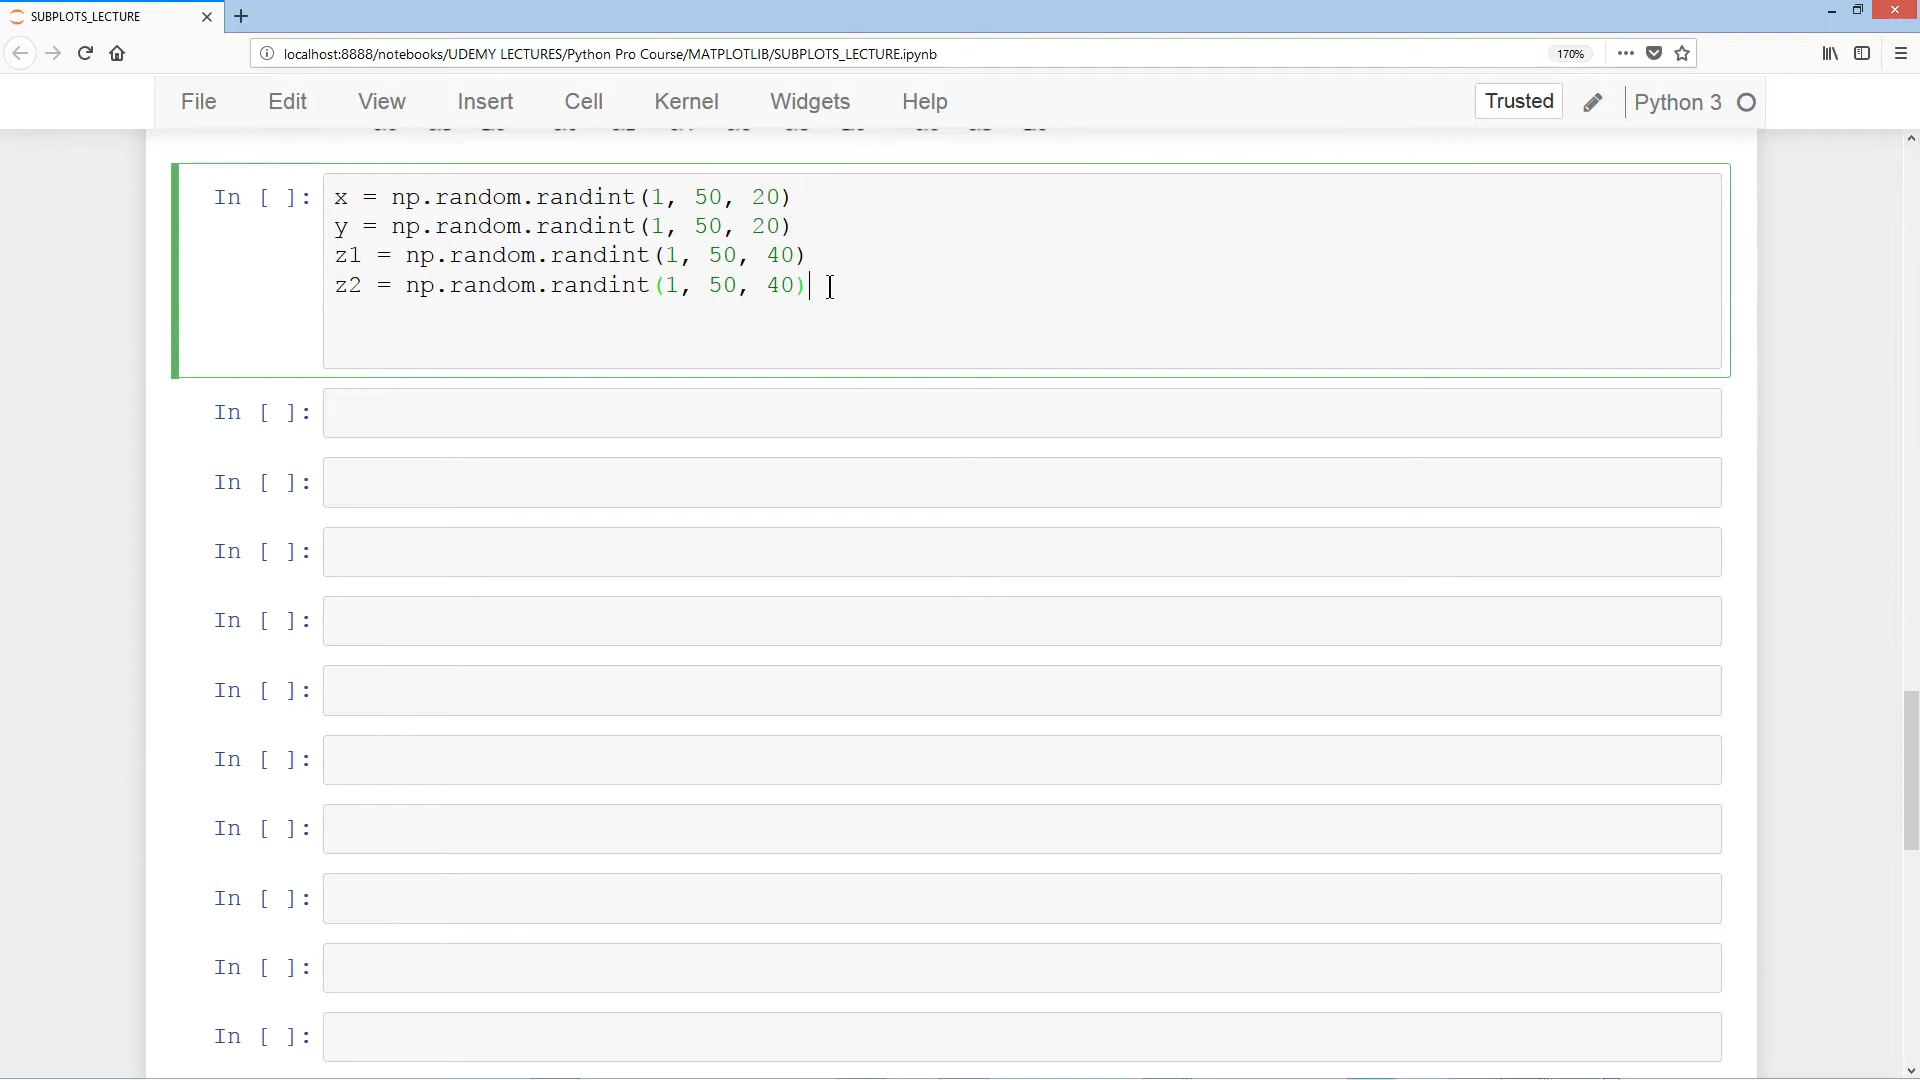 SUBPLOTS_LECTURE
localhost:8888/notebooks/UDEMY LECTURES/Python Pro Course/MATPLOTLIB/SUBPLOTS_LECTURE.ipynb
170%
File Edit View Insert Cell Kernel Widgets Help
Trusted
Python 3
In [ ]:
x = np.random.randint(1, 50, 20)
y = np.random.randint(1, 50, 20)
z1 = np.random.randint(1, 50, 40)
z2 = np.random.randint(1, 50, 40)
In [ ]:
In [ ]:
In [ ]:
In [ ]:
In [ ]:
In [ ]:
In [ ]:
In [ ]:
In [ ]:
In [ ]: